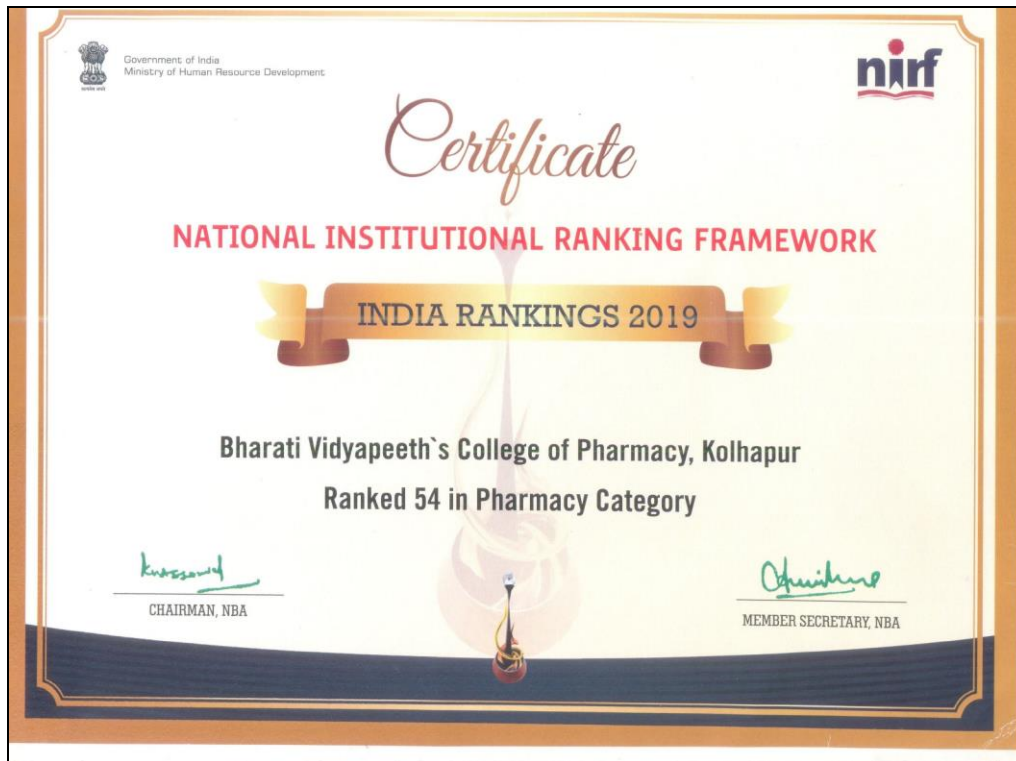 Government of India
Ministry of Human Resource Development
nirf
Certificate
NATIONAL INSTITUTIONAL RANKING FRAMEWORK
INDIA RANKINGS 2019
Bharati Vidyapeeth`s College of Pharmacy, Kolhapur
Ranked 54 in Pharmacy Category
CHAIRMAN, NBA
MEMBER SECRETARY, NBA